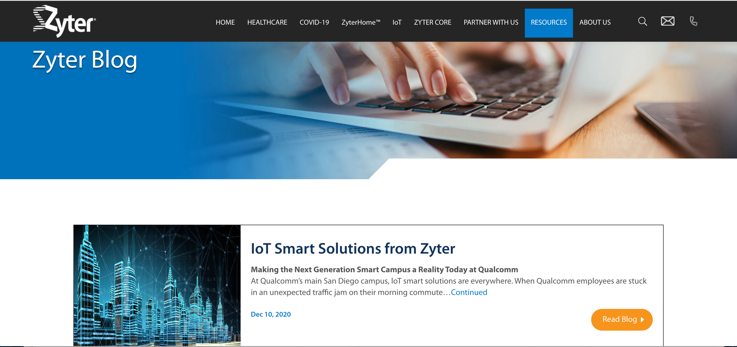 Zyter
HOME HEALTHCARE COVID-19 ZyterHome™ IoT ZYTER CORE PARTNER WITH US RESOURCES ABOUT US
Zyter Blog
IoT Smart Solutions from Zyter
Making the Next Generation Smart Campus a Reality Today at Qualcomm
At Qualcomm’s main San Diego campus, IoT smart solutions are everywhere. When Qualcomm employees are stuck
in an unexpected traffic jam on their morning commute…Continued
Dec 10, 2020
Read Blog